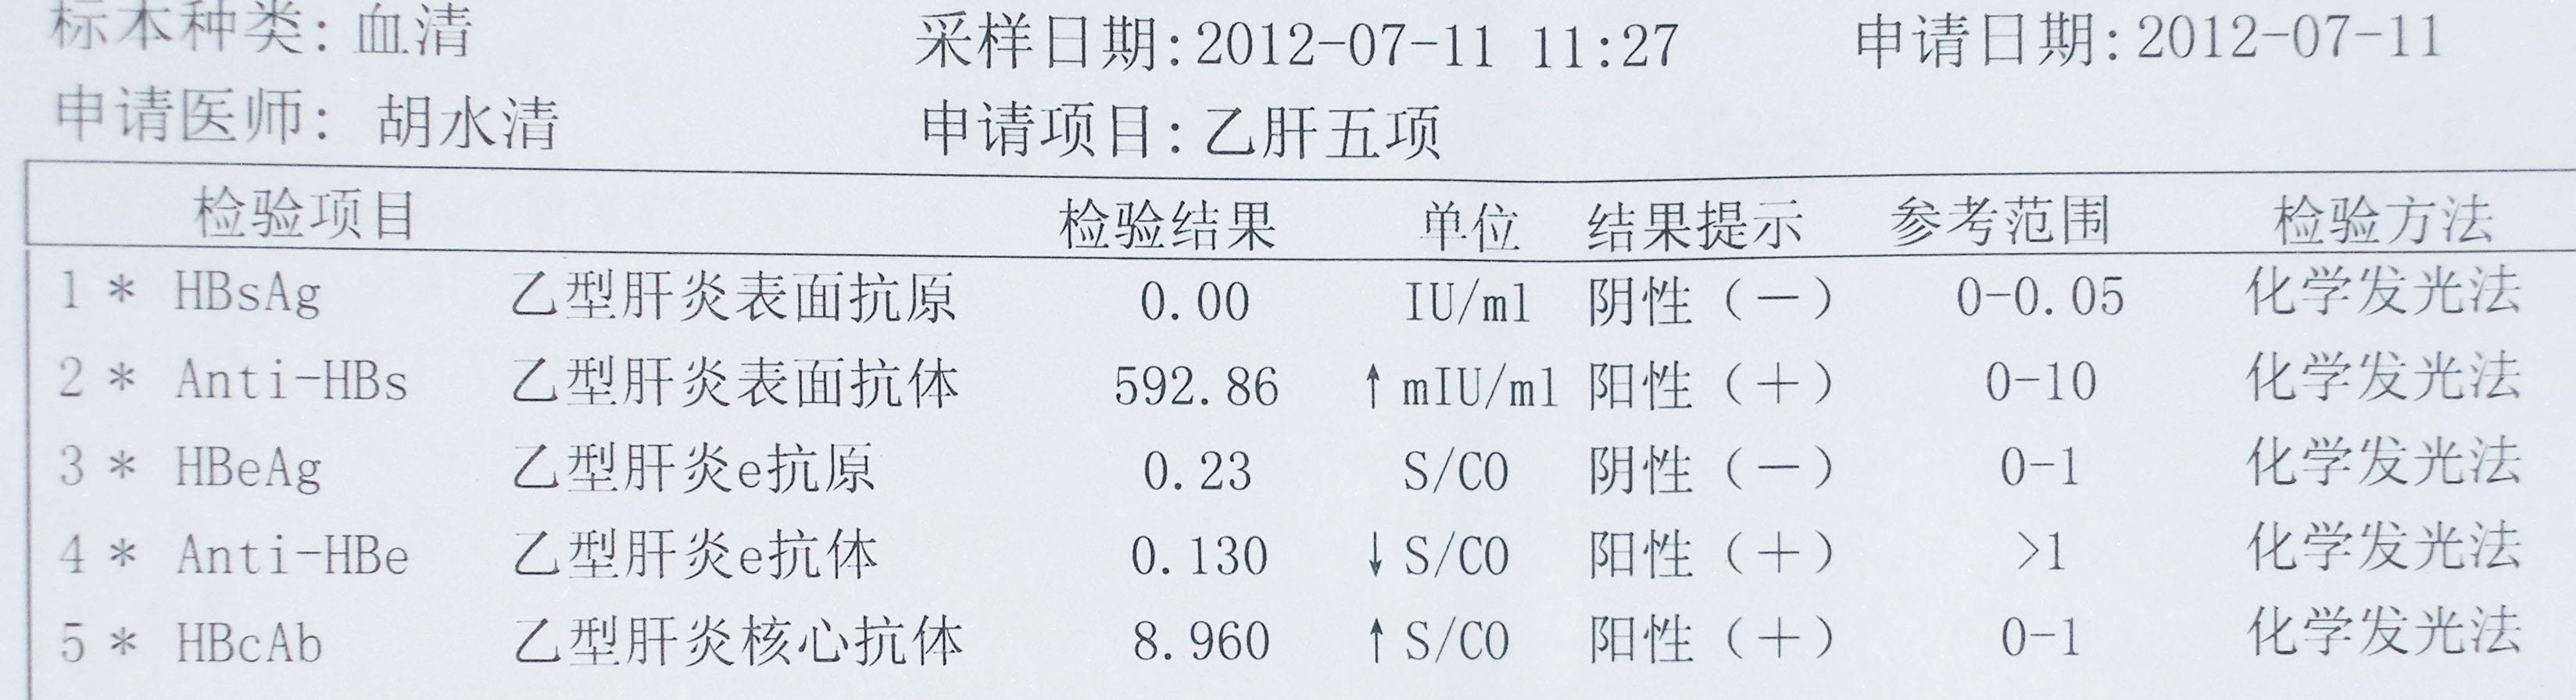 标本种类: 血清 采样日期:2012-07-11 11:27 申请日期:2012-07-11
申请医师: 胡水清 申请项目:乙肝五项
检验项目 检验结果 单位 结果提示 参考范围 检验方法
1 * HBsAg 乙型肝炎表面抗原 0.00 IU/ml 阴性(-) 0-0.05 化学发光法
2 * Anti-HBs 乙型肝炎表面抗体 592.86 ↑ mIU/ml 阳性(+) 0-10 化学发光法
3 * HBeAg 乙型肝炎e抗原 0.23 S/CO 阴性(-) 0-1 化学发光法
4 * Anti-HBe 乙型肝炎e抗体 0.130 ↓ S/CO 阳性(+) >1 化学发光法
5 * HBcAb 乙型肝炎核心抗体 8.960 ↑ S/CO 阳性(+) 0-1 化学发光法